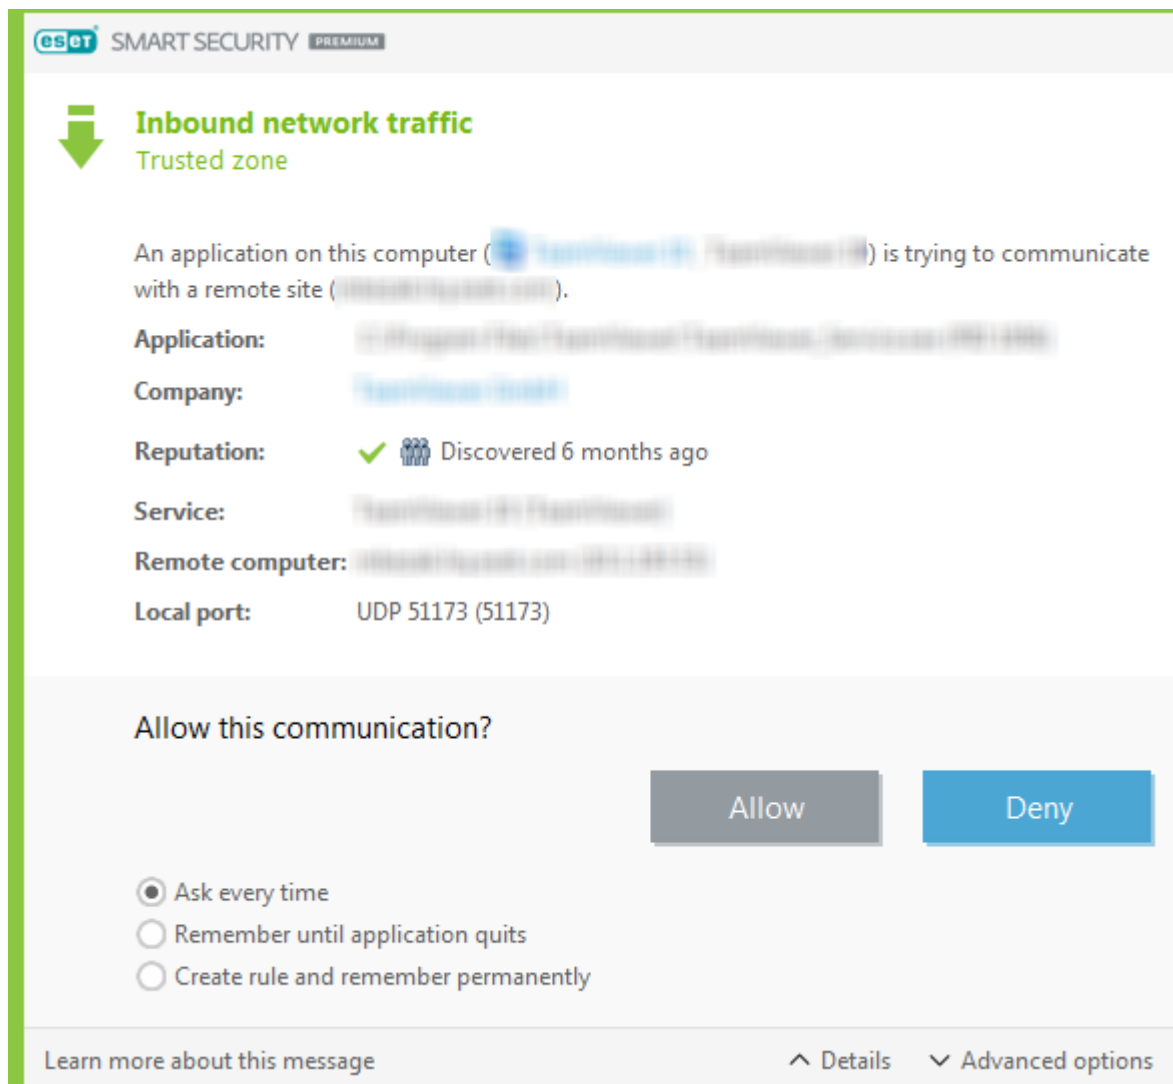 eset SMART SECURITY PREMIUM
Inbound network traffic
Trusted zone
An application on this computer ( ) is trying to communicate
with a remote site ( ).
Application:
Company:
Reputation: Discovered 6 months ago
Service:
Remote computer:
Local port: UDP 51173 (51173)
Allow this communication?
Allow Deny
Ask every time
Remember until application quits
Create rule and remember permanently
Learn more about this message Details Advanced options